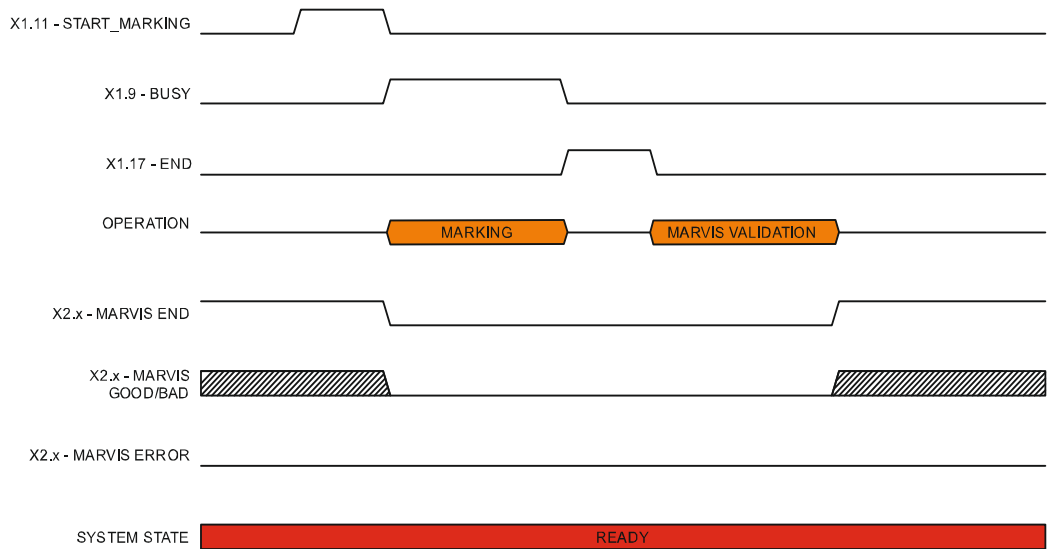 X1.11 - START_MARKING
X1.9 - BUSY
X1.17 - END
OPERATION
MARKING
MARVIS VALIDATION
X2.x - MARVIS END
X2.x - MARVIS
GOOD/BAD
X2.x - MARVIS ERROR
SYSTEM STATE
READY